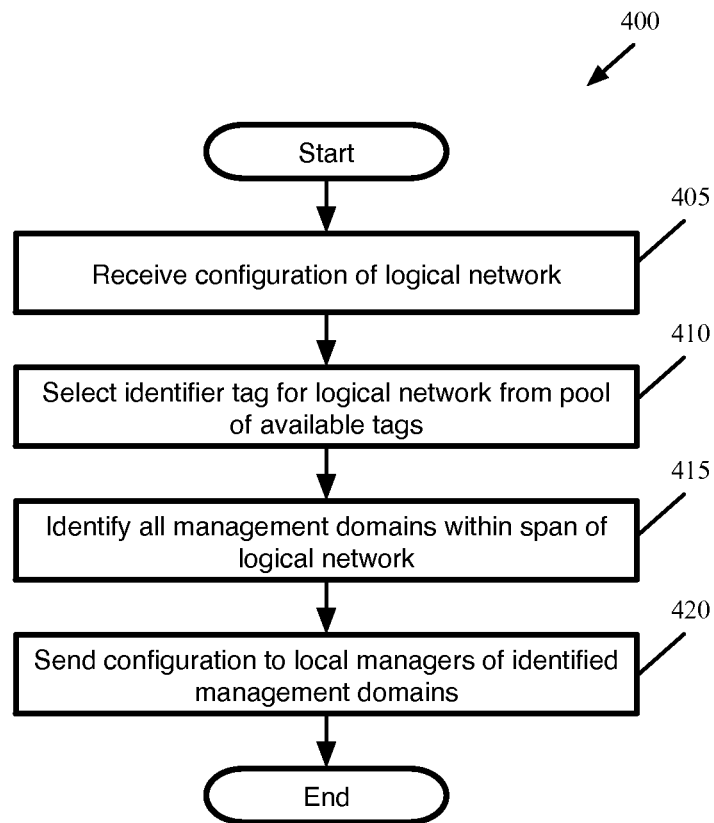 400
Start
405
Receive configuration of logical network
410
Select identifier tag for logical network from pool
of available tags
415
Identify all management domains within span of
logical network
420
Send configuration to local managers of identified
management domains
End